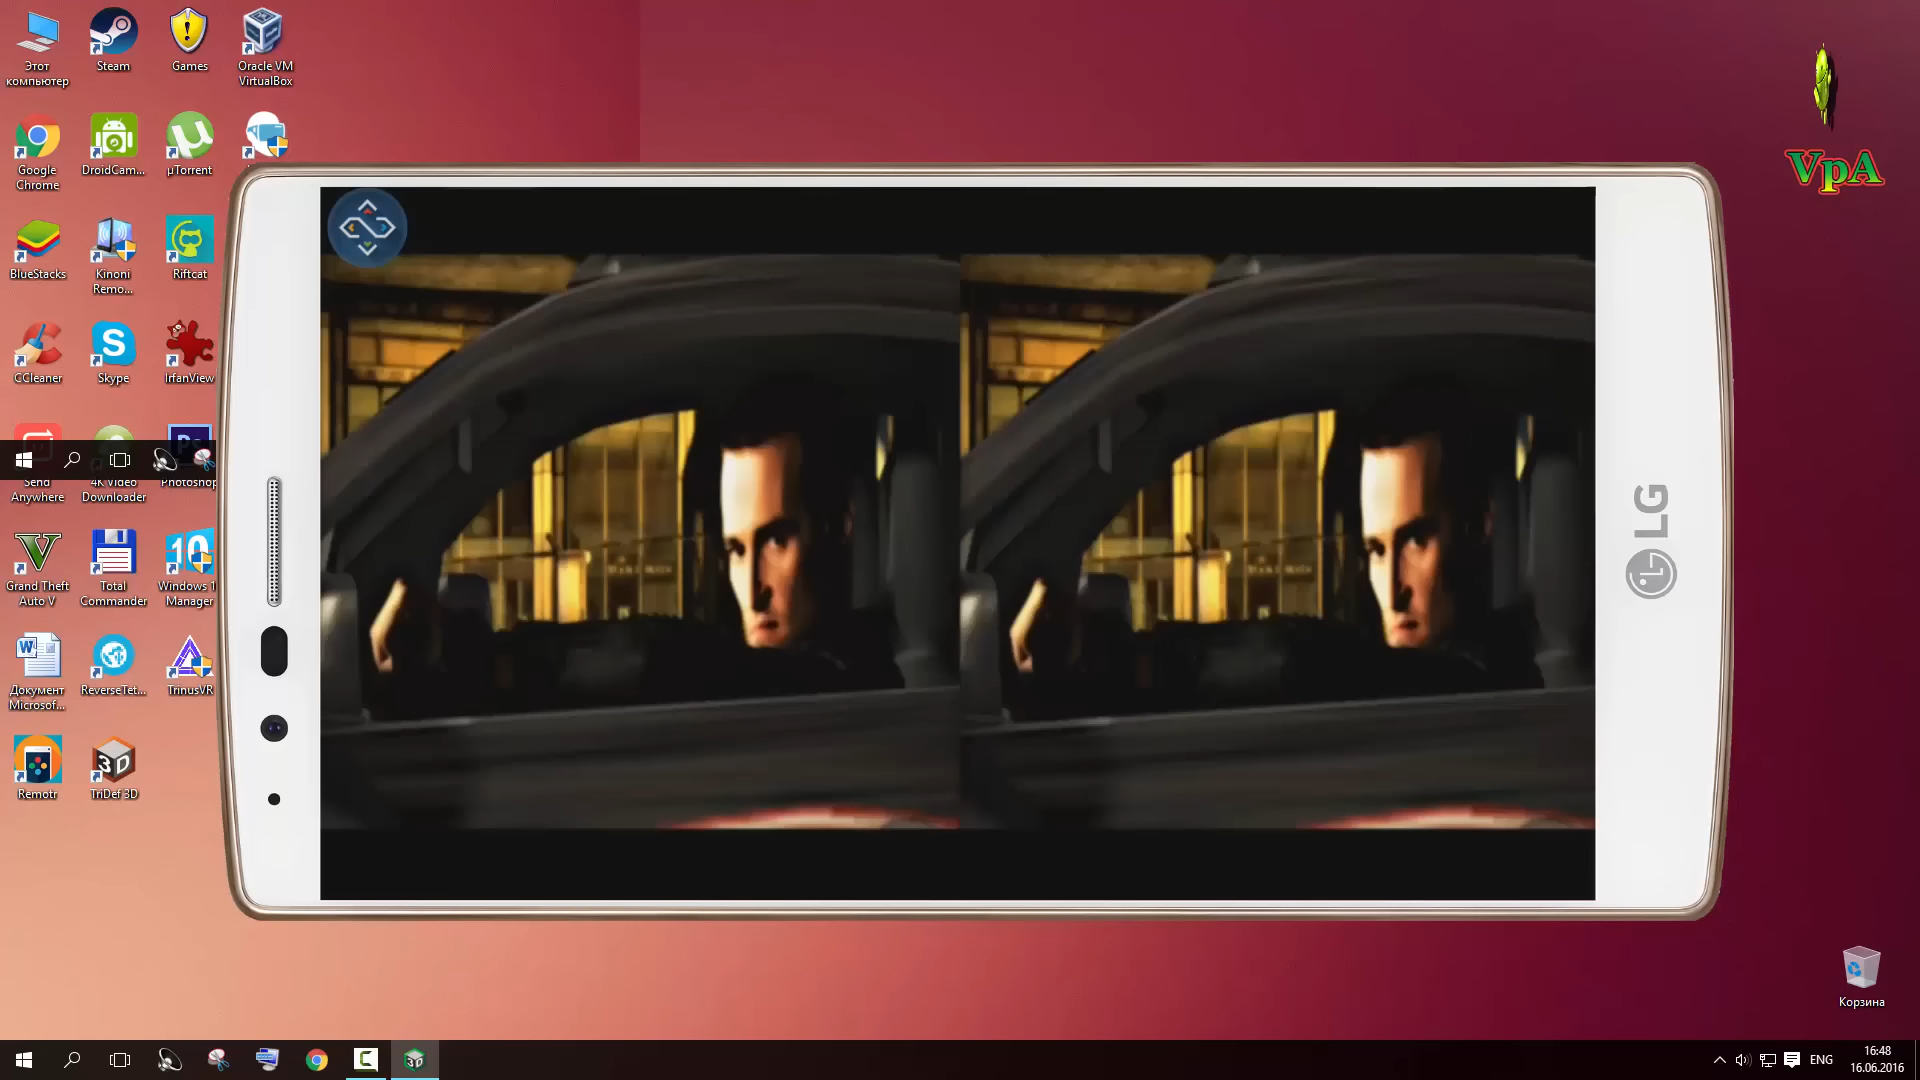 Этот
компьютер
Steam
Games
Oracle VM
VirtualBox
Google
Chrome
DroidCam...
µTorrent
VpA
BlueStacks
Kinoni
Remo...
Riftcat
CCleaner
Skype
IrfanView
Send
Anywhere
4K Video
Downloader
Photoshop
LG
Grand Theft
Auto V
Total
Commander
10
Windows 1
Manager
Документ
Microsof...
ReverseTet...
TrinusVR
Remotr
3D
TriDef 3D
Корзина
ENG
16:48
16.06.2016